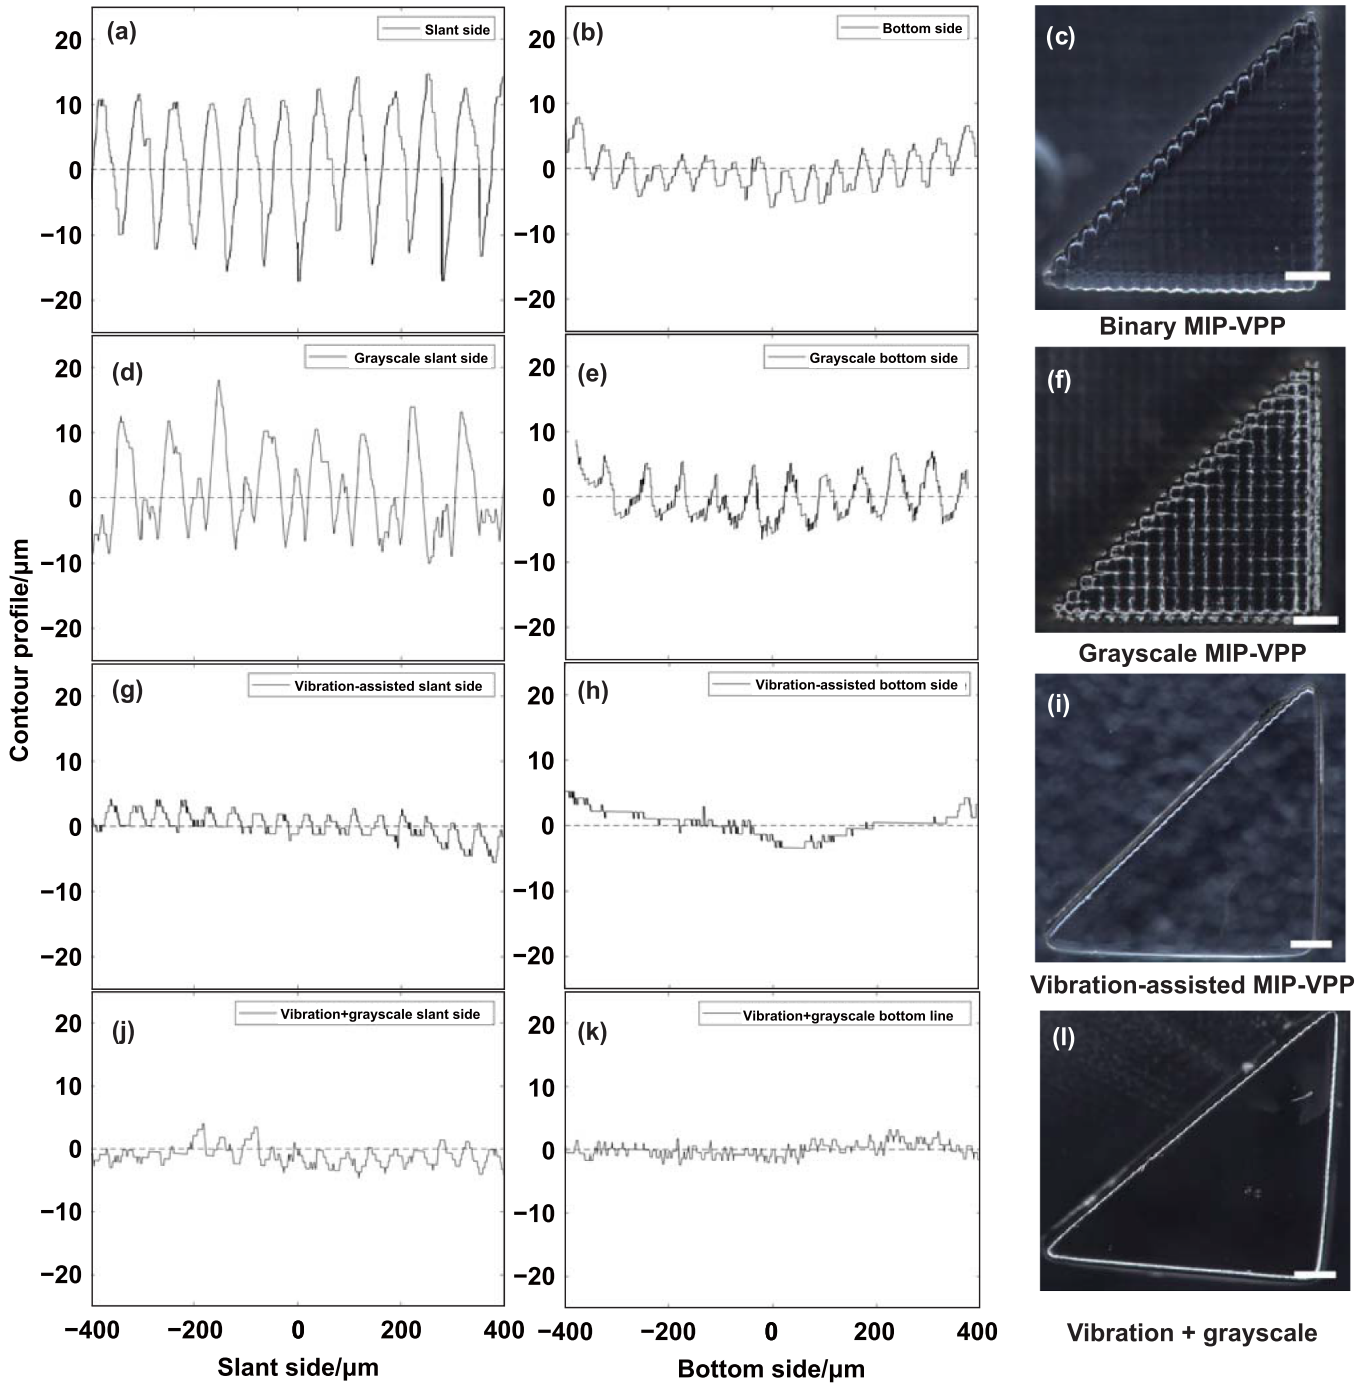 Contour profile/μm
(a)
Slant side
20
10
0
−10
−20
(b)
Bottom side
20
10
0
−10
−20
(c)
Binary MIP-VPP
(d)
Grayscale slant side
20
10
0
−10
−20
(e)
Grayscale bottom side
20
10
0
−10
−20
(f)
Grayscale MIP-VPP
(g)
Vibration-assisted slant side
20
10
0
−10
−20
(h)
Vibration-assisted bottom side
20
10
0
−10
−20
(i)
Vibration-assisted MIP-VPP
(j)
Vibration+grayscale slant side
20
10
0
−10
−20
(k)
Vibration+grayscale bottom line
20
10
0
−10
−20
(l)
Vibration + grayscale
−400 −200 0 200 400
Slant side/μm
−400 −200 0 200 400
Bottom side/μm